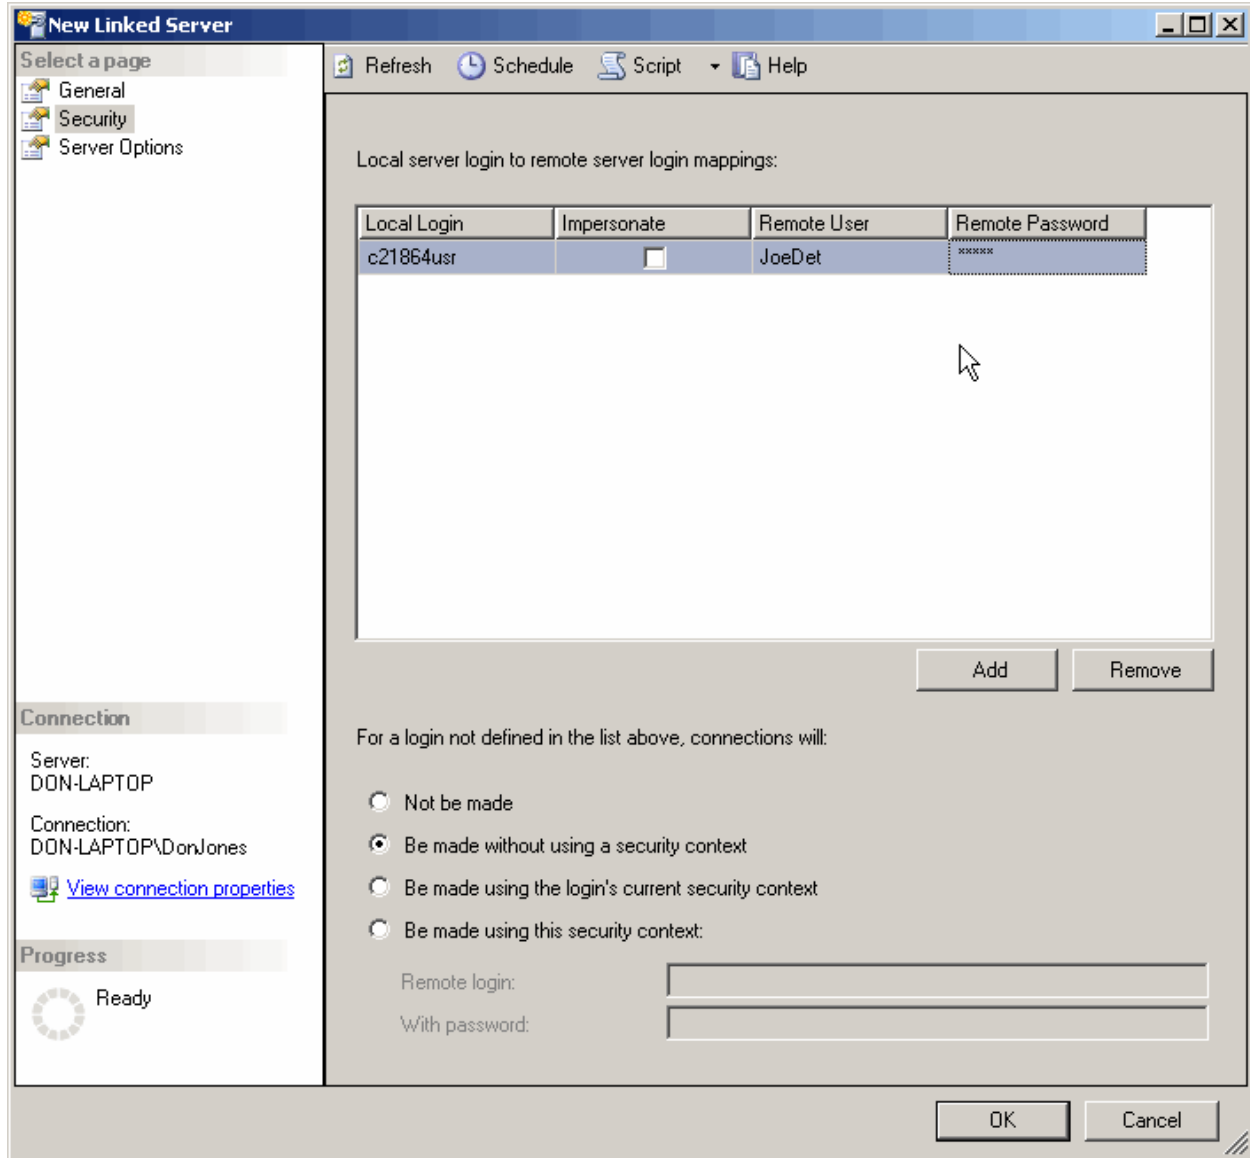 New Linked Server
Select a page
General
Security
Server Options
Refresh Schedule Script Help
Local server login to remote server login mappings:
Local Login Impersonate Remote User Remote Password
c21864usr JoeDet *****
Add Remove
For a login not defined in the list above, connections will:
Not be made
Be made without using a security context
Be made using the login's current security context
Be made using this security context:
Remote login:
With password:
Connection
Server:
DON-LAPTOP
Connection:
DON-LAPTOP\DonJones
View connection properties
Progress
Ready
OK Cancel